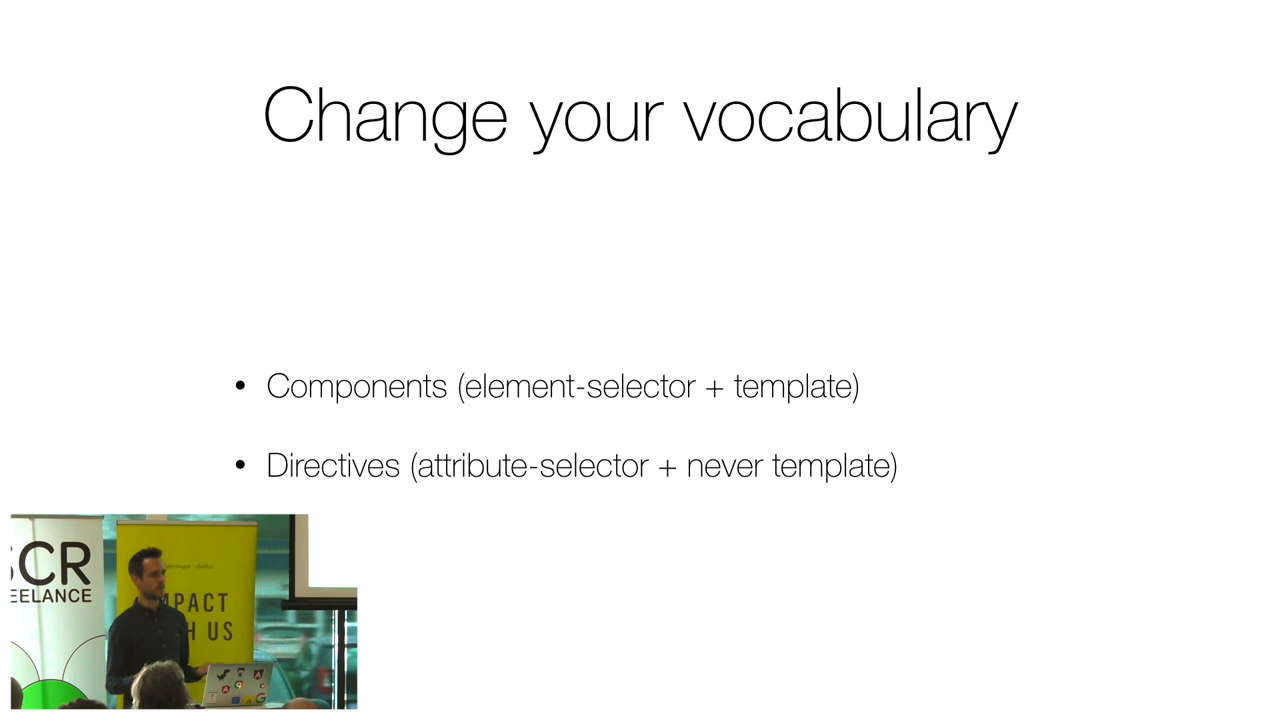 Change your vocabulary
• Components (element-selector + template)
• Directives (attribute-selector + never template)
SCR
EELANCE
MPACT
H US